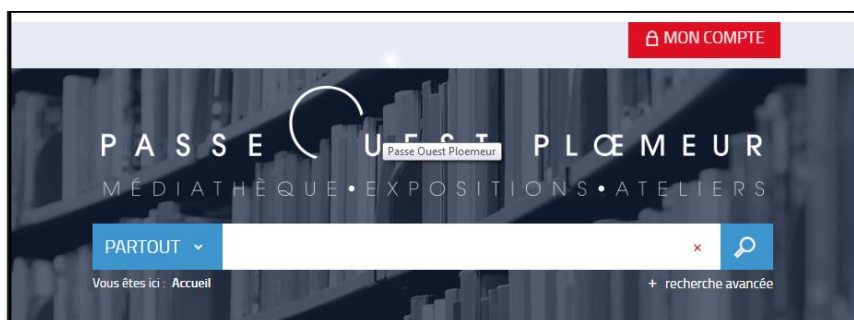 MON COMPTE
PASSE OUEST PLŒMEUR
Passe Ouest Ploemeur
MÉDIATHÈQUE•EXPOSITIONS•ATELIERS
PARTOUT
×
Vous êtes ici : Accueil
+ recherche avancée